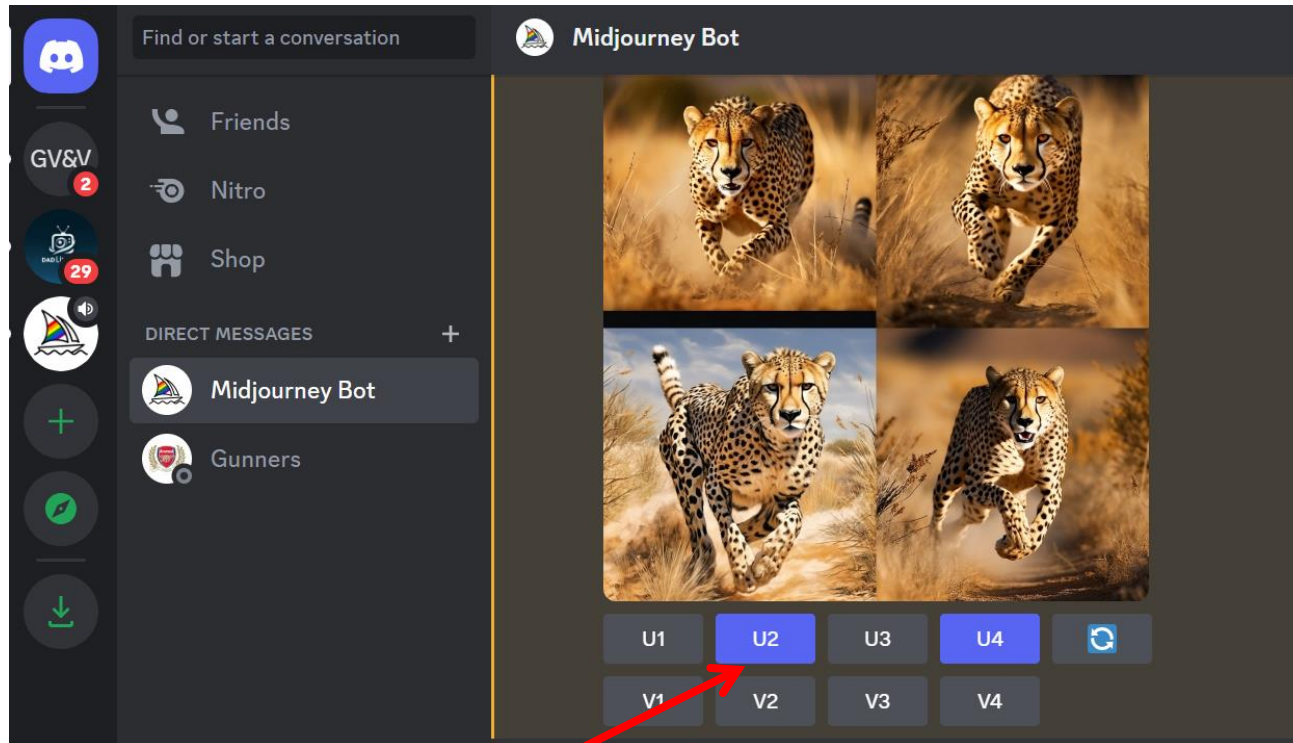 Find or start a conversation
Midjourney Bot
Friends
GV&V
2
Nitro
Shop
29
DIRECT MESSAGES +
Midjourney Bot
Gunners
U1 U2 U3 U4
V1 V2 V3 V4